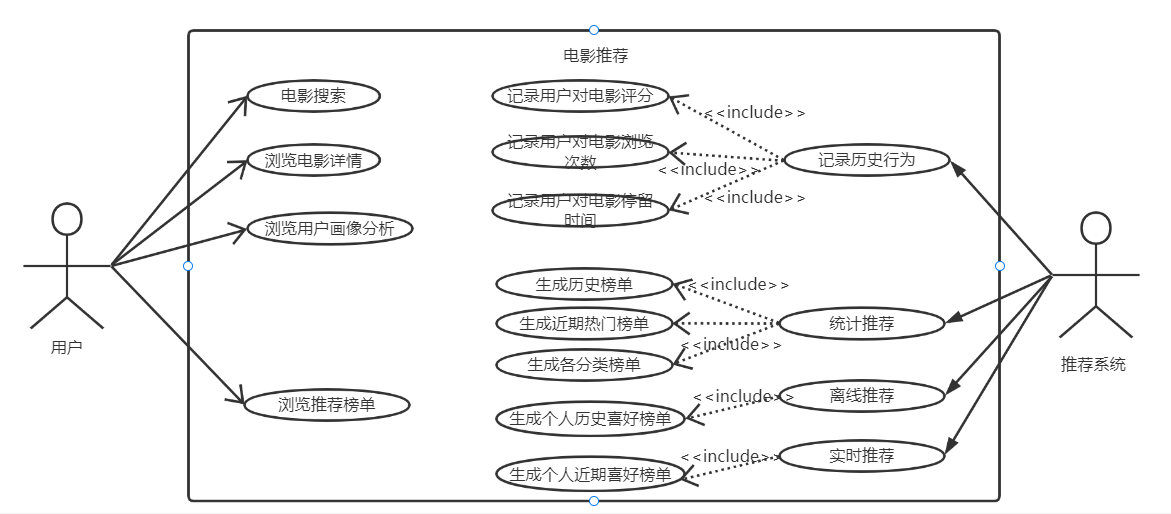 电影推荐
电影搜索
浏览电影详情
浏览用户画像分析
浏览推荐榜单
用户
记录用户对电影评分
记录用户对电影浏览
次数
记录用户对电影停留
时间
<<include>>
<<include>>
<<include>>
记录历史行为
生成历史榜单
生成近期热门榜单
生成各分类榜单
<<include>>
<<include>>
统计推荐
生成个人历史喜好榜单
<<include>>
离线推荐
生成个人近期喜好榜单
<<include>>
实时推荐
推荐系统